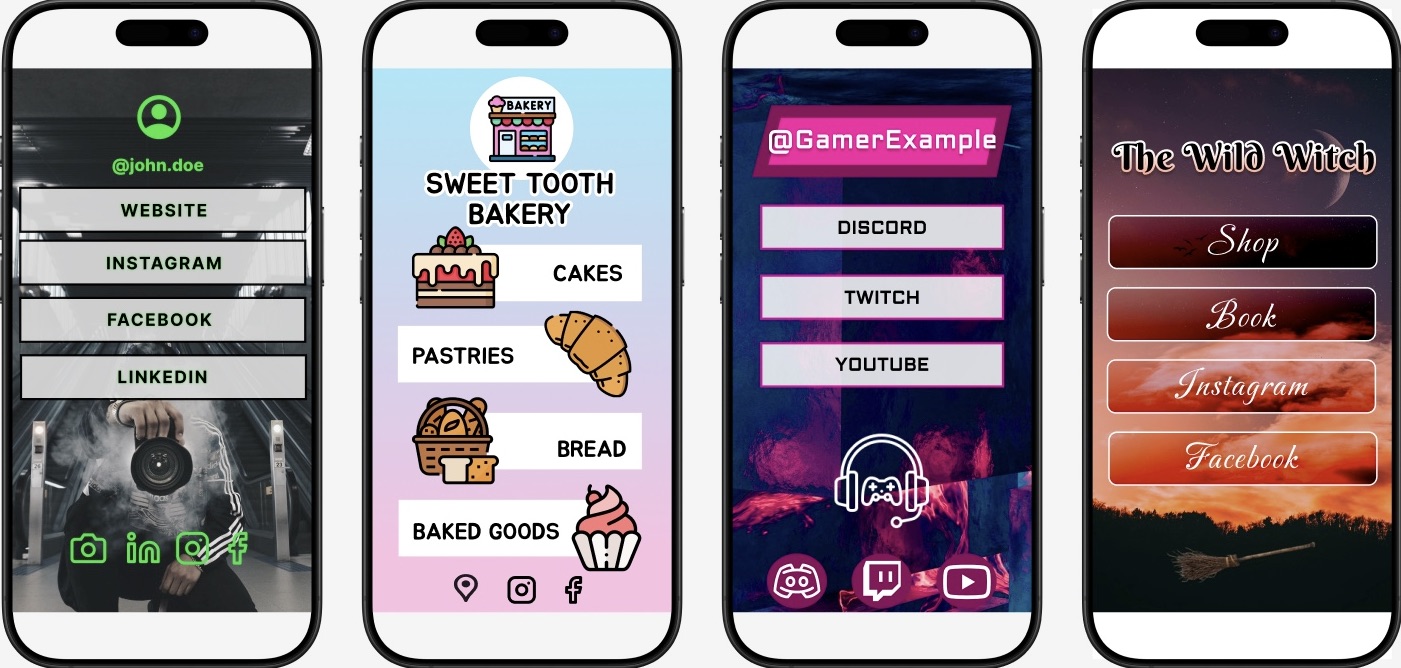 @john.doe
WEBSITE
INSTAGRAM
FACEBOOK
LINKEDIN
in
BAKERY
SWEET TOOTH
BAKERY
CAKES
PASTRIES
BREAD
BAKED GOODS
@GamerExample
DISCORD
TWITCH
YOUTUBE
The Wild Witch
Shop
Book
Instagram
Facebook